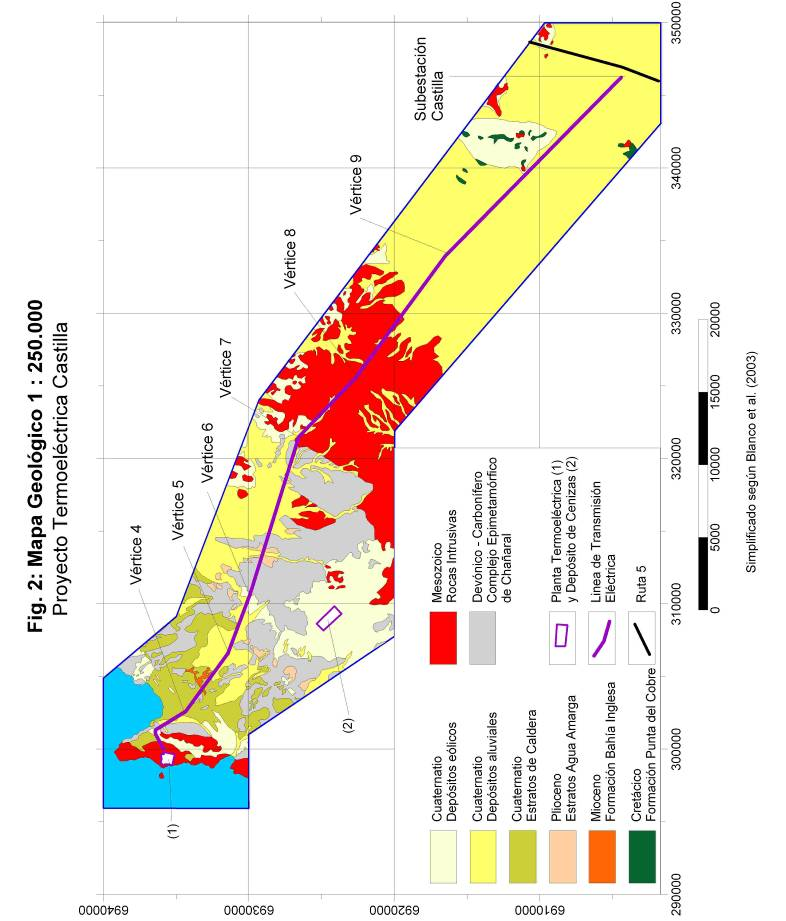 Fig. 2: Mapa Geológico 1 : 250.000
Proyecto Termoeléctrica Castilla
6940000
6930000
6920000
6910000
(1)
(2)
Vértice 4
Vértice 5
Vértice 6
Vértice 7
Vértice 8
Vértice 9
Subestación
Castilla
Cuaternatio
Depósitos eolicos
Cuaternatio
Depósitos aluviales
Cuaternatio
Estratos de Caldera
Plioceno
Estratos Agua Amarga
Mioceno
Formación Bahía Inglesa
Cretácico
Formación Punta del Cobre
Mesozoico
Rocas Intrusivas
Devónico - Carbonífero
Complejo Epimetamórfico
de Chañaral
Planta Termoeléctrica (1)
y Depósito de Cenizas (2)
Línea de Transmisión
Eléctrica
Ruta 5
290000
300000
310000
320000
330000
340000
350000
0
5000
10000
15000
20000
Simplificado según Blanco et al. (2003)